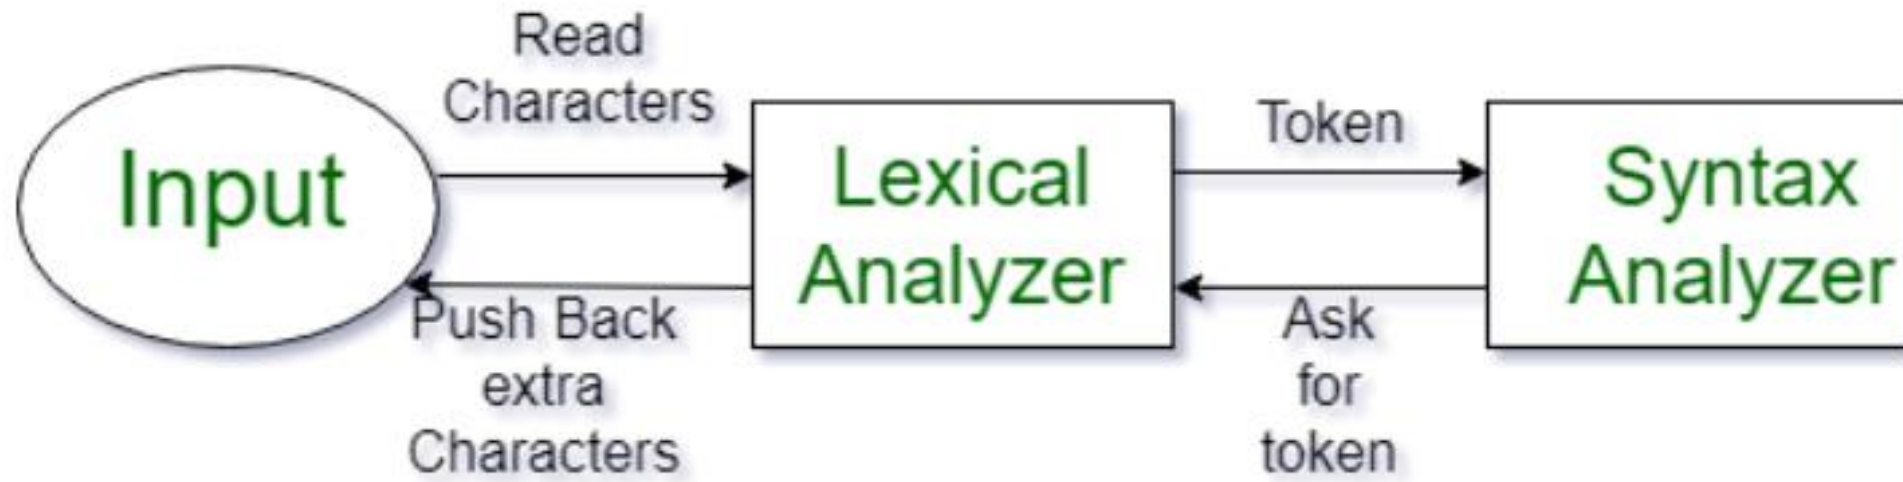 Read
Characters
Input
Lexical
Analyzer
Token
Syntax
Analyzer
Push Back
extra
Characters
Ask
for
token